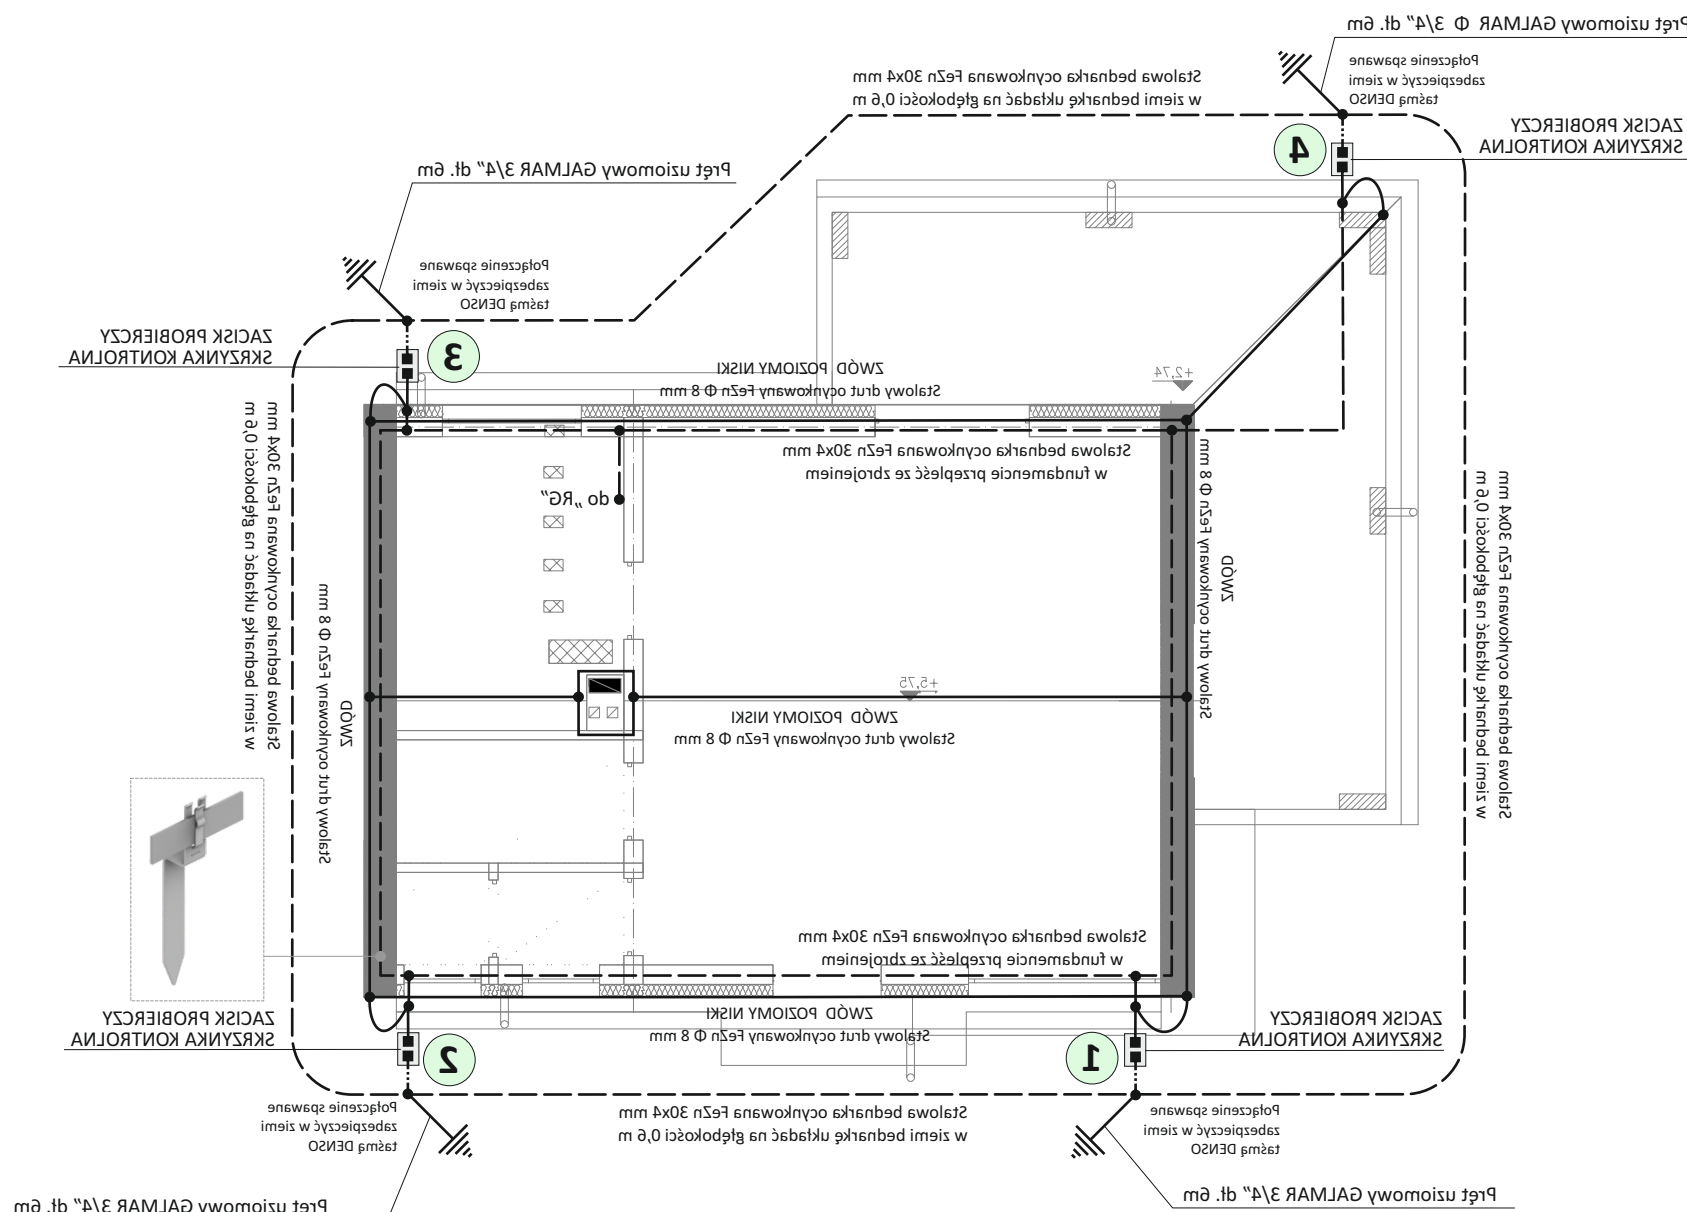 Pręt uziomowy GALMAR Φ 3/4” dł. 6m
Połączenie spawane
zabezpieczyć w ziemi
taśmą DENSO
Stalowa bednarka ocynkowana FeZn 30x4 mm
w ziemi bednarkę układać na głębokości 0,6 m
ZACISK PROBIERCZY
SKRZYNKA KONTROLNA
4
Pręt uziomowy GALMAR 3/4” dł. 6m
Połączenie spawane
zabezpieczyć w ziemi
taśmą DENSO
ZACISK PROBIERCZY
SKRZYNKA KONTROLNA
3
ZWÓD POZIOMY NISKI
Stalowy drut ocynkowany FeZn Φ 8 mm
+2,74
Stalowa bednarka ocynkowana FeZn 30x4 mm
w fundamencie przepleść ze zbrojeniem
do „RG”
Stalowa bednarka ocynkowana FeZn 30x4 mm
w ziemi bednarkę układać na głębokości 0,6 m
ZWÓD
Stalowy drut ocynkowany FeZn Φ 8 mm
ZWÓD
Stalowy drut ocynkowany FeZn Φ 8 mm
Stalowa bednarka ocynkowana FeZn 30x4 mm
w ziemi bednarkę układać na głębokości 0,6 m
+5,75
ZWÓD POZIOMY NISKI
Stalowy drut ocynkowany FeZn Φ 8 mm
Stalowa bednarka ocynkowana FeZn 30x4 mm
w fundamencie przepleść ze zbrojeniem
ZWÓD POZIOMY NISKI
Stalowy drut ocynkowany FeZn Φ 8 mm
ZACISK PROBIERCZY
SKRZYNKA KONTROLNA
2
ZACISK PROBIERCZY
SKRZYNKA KONTROLNA
1
Połączenie spawane
zabezpieczyć w ziemi
taśmą DENSO
Stalowa bednarka ocynkowana FeZn 30x4 mm
w ziemi bednarkę układać na głębokości 0,6 m
Połączenie spawane
zabezpieczyć w ziemi
taśmą DENSO
Pręt uziomowy GALMAR 3/4” dł. 6m
Pręt uziomowy GALMAR 3/4” dł. 6m